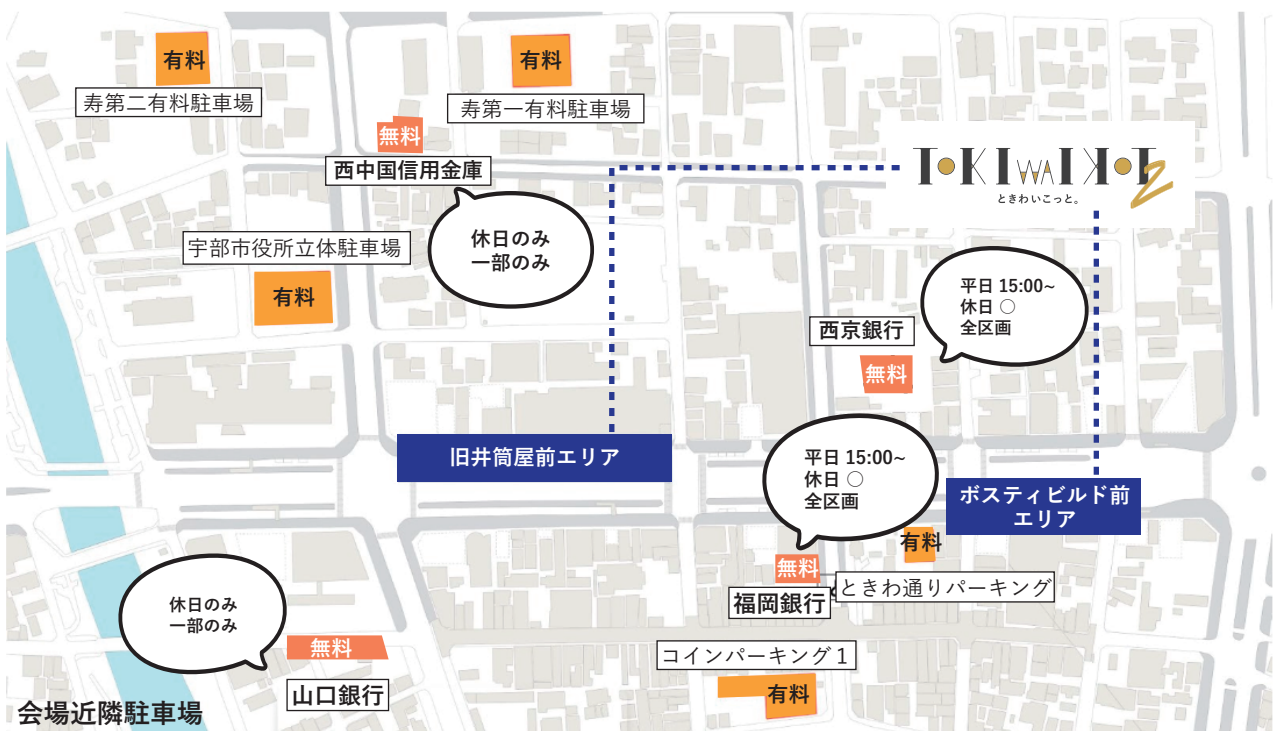 有料
寿第二有料駐車場
有料
寿第一有料駐車場
無料
西中国信用金庫
休日のみ
一部のみ
TOKIWAIKOT2
ときわいこっと。
宇部市役所立体駐車場
有料
平日 15:00~
休日 ○
全区画
西京銀行
無料
旧井筒屋前エリア
平日 15:00~
休日 ○
全区画
ボスティビルド前
エリア
有料
ときわ通りパーキング
無料
福岡銀行
休日のみ
一部のみ
無料
山口銀行
コインパーキング1
有料
会場近隣駐車場